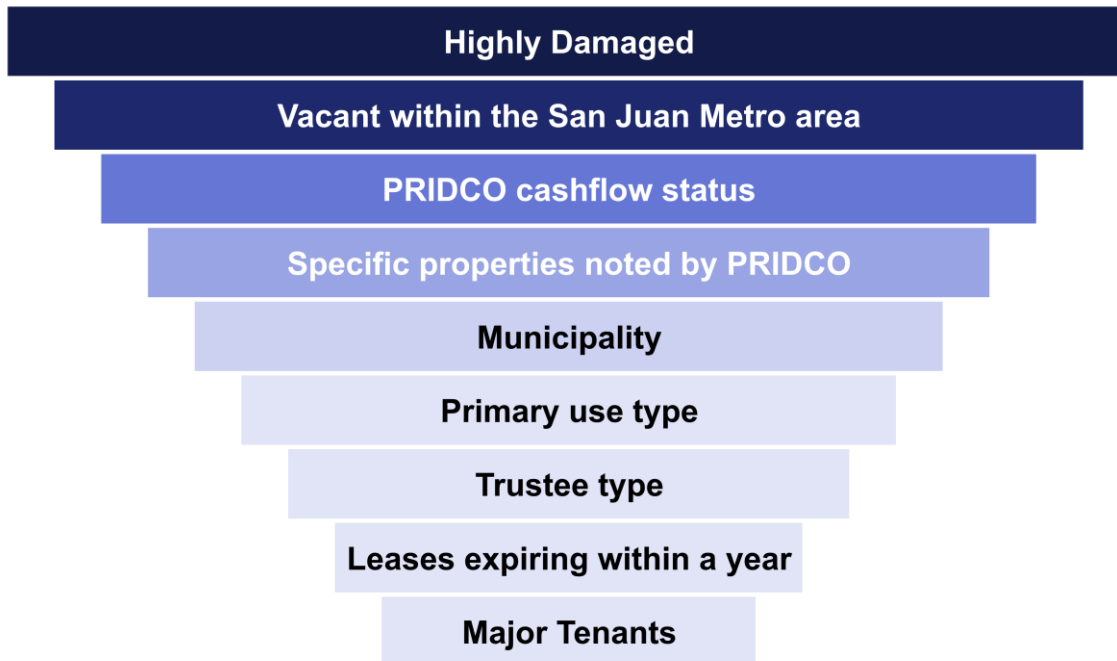 Highly Damaged
Vacant within the San Juan Metro area
PRIDCO cashflow status
Specific properties noted by PRIDCO
Municipality
Primary use type
Trustee type
Leases expiring within a year
Major Tenants